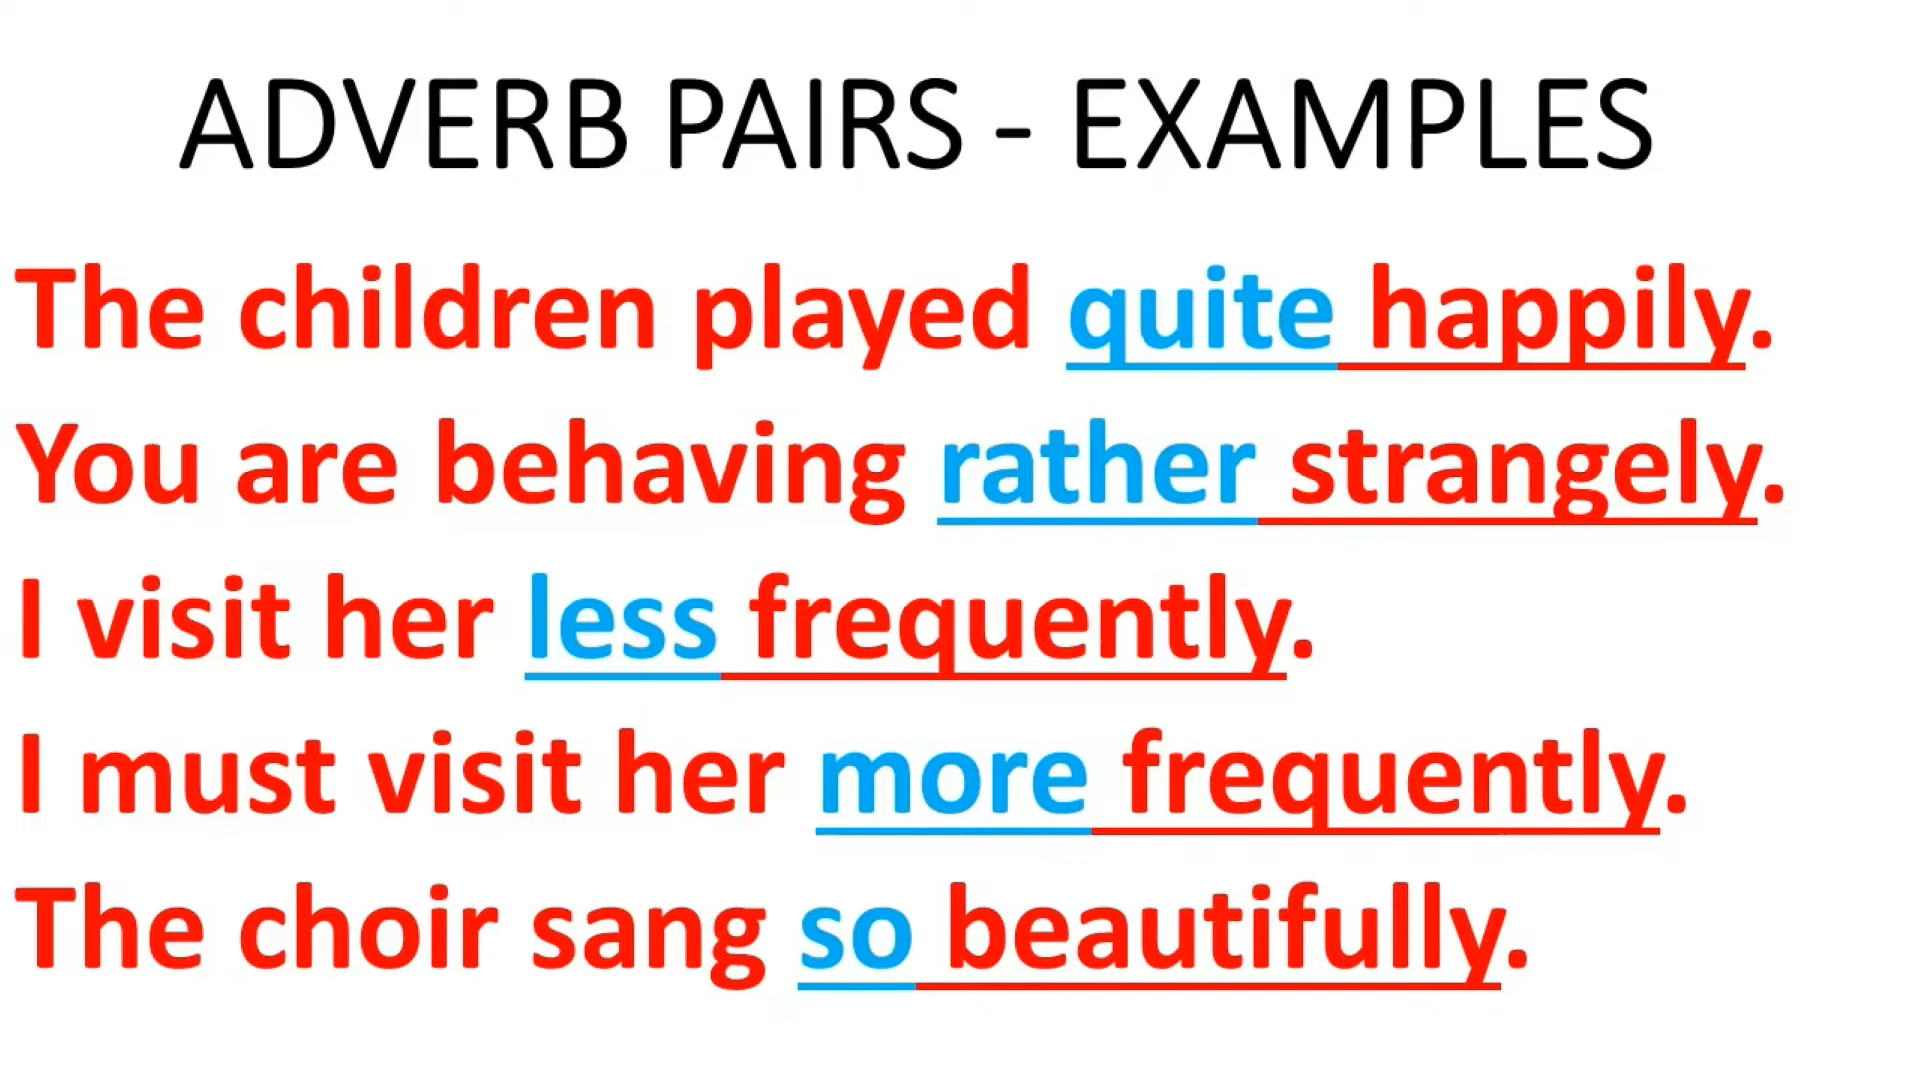 ADVERB PAIRS - EXAMPLES
The children played quite happily.
You are behaving rather strangely.
I visit her less frequently.
I must visit her more frequently.
The choir sang so beautifully.